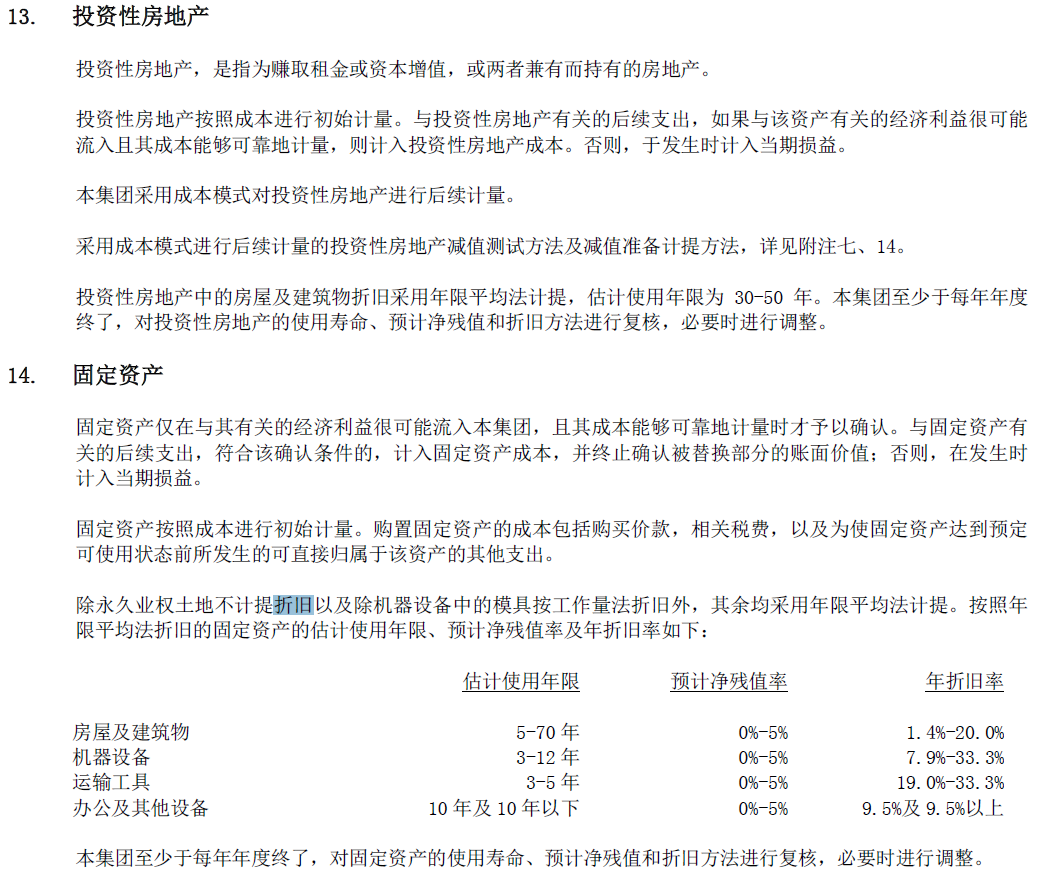 13. 投资性房地产
投资性房地产，是指为赚取租金或资本增值，或两者兼有而持有的房地产。
投资性房地产按照成本进行初始计量。与投资性房地产有关的后续支出，如果与该资产有关的经济利益很可能
流入且其成本能够可靠地计量，则计入投资性房地产成本。否则，于发生时计入当期损益。
本集团采用成本模式对投资性房地产进行后续计量。
采用成本模式进行后续计量的投资性房地产减值测试方法及减值准备计提方法，详见附注七、14。
投资性房地产中的房屋及建筑物折旧采用年限平均法计提，估计使用年限为 30-50 年。本集团至少于每年年度
终了，对投资性房地产的使用寿命、预计净残值和折旧方法进行复核，必要时进行调整。
14. 固定资产
固定资产仅在与其有关的经济利益很可能流入本集团，且其成本能够可靠地计量时才予以确认。与固定资产有
关的后续支出，符合该确认条件的，计入固定资产成本，并终止确认被替换部分的账面价值；否则，在发生时
计入当期损益。
固定资产按照成本进行初始计量。购置固定资产的成本包括购买价款，相关税费，以及为使固定资产达到预定
可使用状态前所发生的可直接归属于该资产的其他支出。
除永久业权土地不计提折旧以及除机器设备中的模具按工作量法折旧外，其余均采用年限平均法计提。按照年
限平均法折旧的固定资产的估计使用年限、预计净残值率及年折旧率如下：
估计使用年限 预计净残值率 年折旧率
房屋及建筑物 5-70 年 0%-5% 1.4%-20.0%
机器设备 3-12 年 0%-5% 7.9%-33.3%
运输工具 3-5 年 0%-5% 19.0%-33.3%
办公及其他设备 10 年及 10 年以下 0%-5% 9.5%及 9.5%以上
本集团至少于每年年度终了，对固定资产的使用寿命、预计净残值和折旧方法进行复核，必要时进行调整。